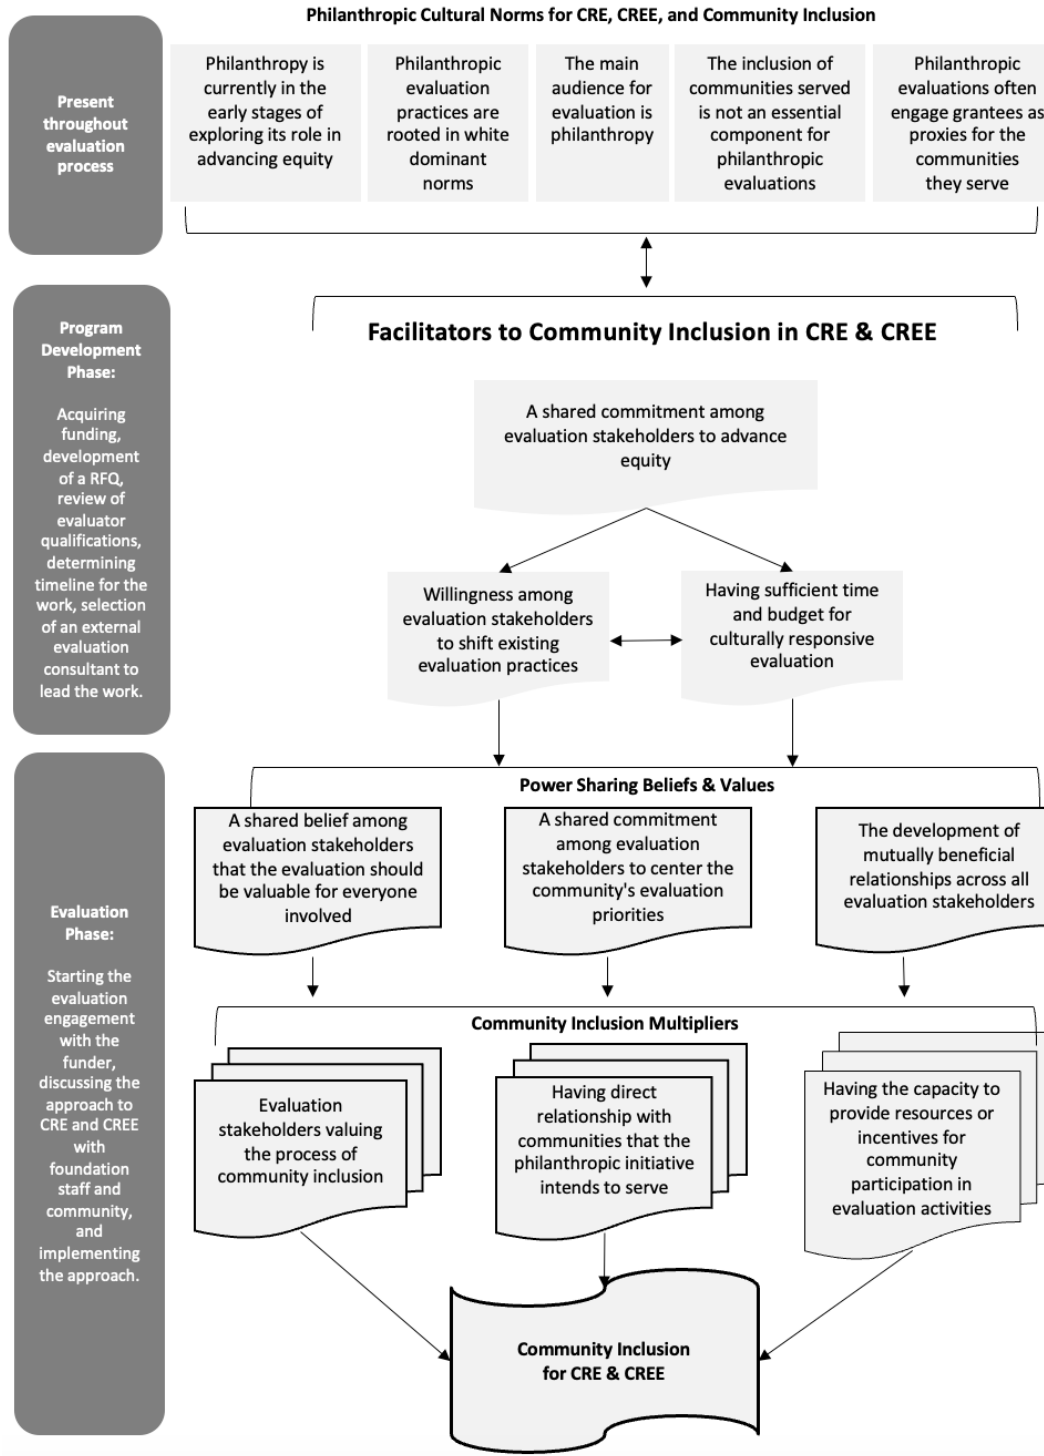 Philanthropic Cultural Norms for CRE, CREE, and Community Inclusion
Present
throughout
evaluation
process
Philanthropy is
currently in the
early stages of
exploring its role in
advancing equity
Philanthropic
evaluation
practices are
rooted in white
dominant
norms
The main
audience for
evaluation is
philanthropy
The inclusion of
communities served
is not an essential
component for
philanthropic
evaluations
Philanthropic
evaluations often
engage grantees as
proxies for the
communities
they serve
Program
Development
Phase:
Acquiring
funding,
development
of a RFQ,
review of
evaluator
qualifications,
determining
timeline for the
work, selection
of an external
evaluation
consultant to
lead the work.
Facilitators to Community Inclusion in CRE & CREE
A shared commitment among
evaluation stakeholders to advance
equity
Willingness among
evaluation stakeholders
to shift existing
evaluation practices
Having sufficient time
and budget for
culturally responsive
evaluation
Evaluation
Phase:
Starting the
evaluation
engagement
with the
funder,
discussing the
approach to
CRE and CREE
with
foundation
staff and
community,
and
implementing
the approach.
Power Sharing Beliefs & Values
A shared belief among
evaluation stakeholders
that the evaluation should
be valuable for everyone
involved
A shared commitment
among evaluation
stakeholders to center the
community's evaluation
priorities
The development of
mutually beneficial
relationships across all
evaluation stakeholders
Community Inclusion Multipliers
Evaluation
stakeholders valuing
the process of
community inclusion
Having direct
relationship with
communities that the
philanthropic initiative
intends to serve
Having the capacity to
provide resources or
incentives for
community
participation in
evaluation activities
Community Inclusion
for CRE & CREE